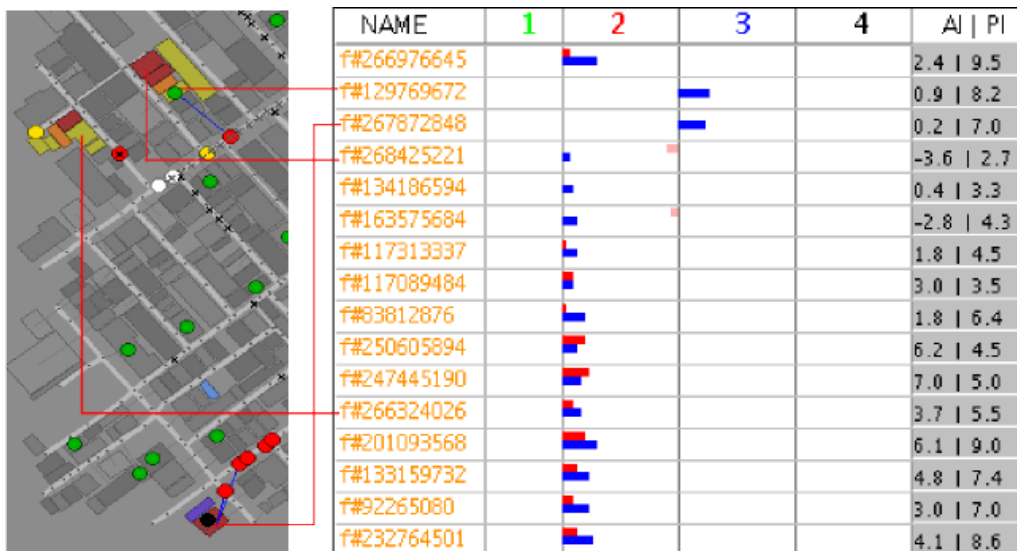 NAME 1 2 3 4 AI | PI
f#266976645 2.4 | 9.5
f#129769672 0.9 | 8.2
f#267872848 0.2 | 7.0
f#268425221 -3.6 | 2.7
f#134186594 0.4 | 3.3
f#163575684 -2.8 | 4.3
f#117313337 1.8 | 4.5
f#117089484 3.0 | 3.5
f#83812876 1.8 | 6.4
f#250605894 6.2 | 4.5
f#247445190 7.0 | 5.0
f#266324026 3.7 | 5.5
f#201093568 6.1 | 9.0
f#133159732 4.8 | 7.4
f#92265080 3.0 | 7.0
f#232764501 4.1 | 8.6